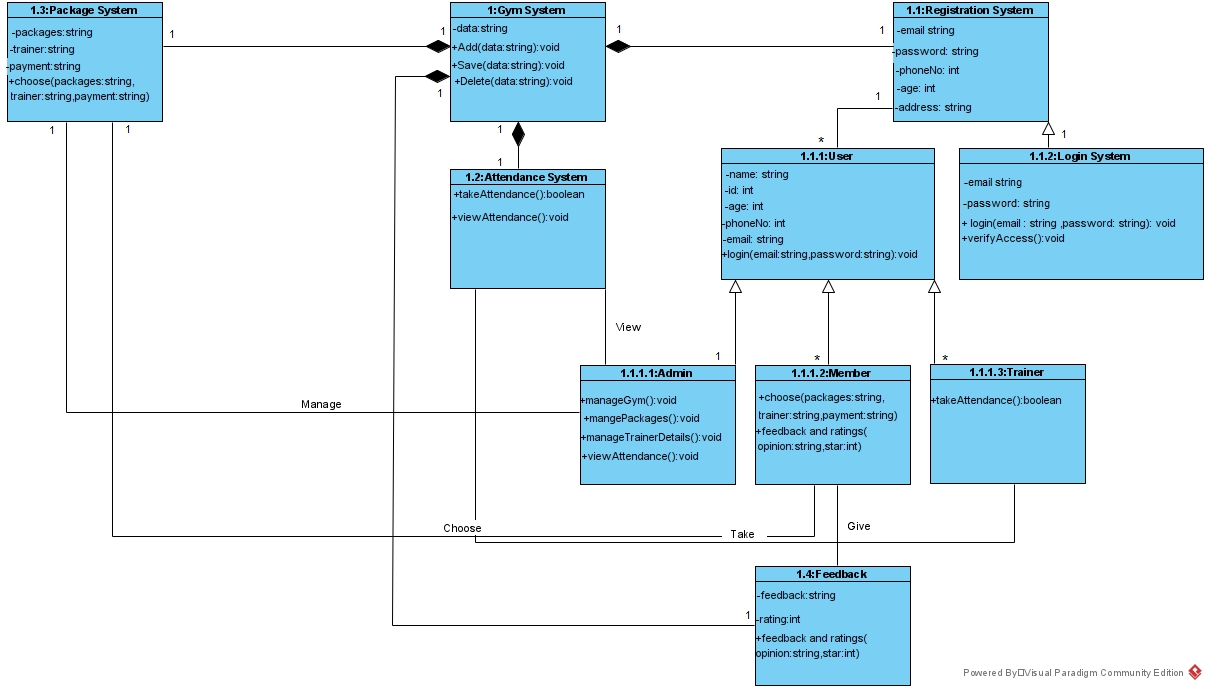 1.3:Package System
-packages:string
-trainer:string
-payment:string
+choose(packages:string,
trainer:string,payment:string)
1
1
1
1:Gym System
-data:string
+Add(data:string):void
+Save(data:string):void
+Delete(data:string):void
1
1
1
1
1.1:Registration System
-email string
-password: string
-phoneNo: int
-age: int
-address: string
1
1
1
*
1.2:Attendance System
+takeAttendance():boolean
+viewAttendance():void
1
1.1.1:User
-name: string
-id: int
-age: int
-phoneNo: int
-email: string
+login(email:string,password:string):void
1.1.2:Login System
-email string
-password: string
+ login(email : string ,password: string): void
+verifyAccess():void
View
1
*
*
1.1.1.1:Admin
+manageGym():void
+mangePackages():void
+manageTrainerDetails():void
+viewAttendance():void
1.1.1.2:Member
+choose(packages:string,
trainer:string,payment:string)
+feedback and ratings(
opinion:string,star:int)
1.1.1.3:Trainer
+takeAttendance():boolean
Manage
Choose
Take
Give
1.4:Feedback
-feedback:string
-rating:int
+feedback and ratings(
opinion:string,star:int)
1
Powered By Visual Paradigm Community Edition